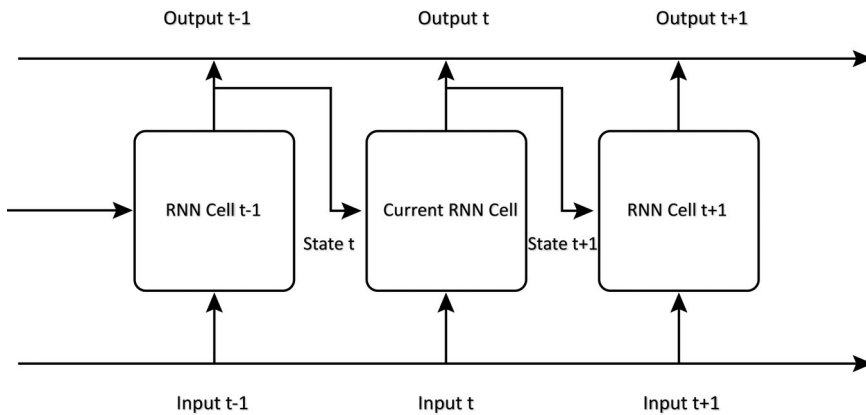 Output t-1
Output t
Output t+1
RNN Cell t-1
Current RNN Cell
RNN Cell t+1
State t
State t+1
Input t-1
Input t
Input t+1